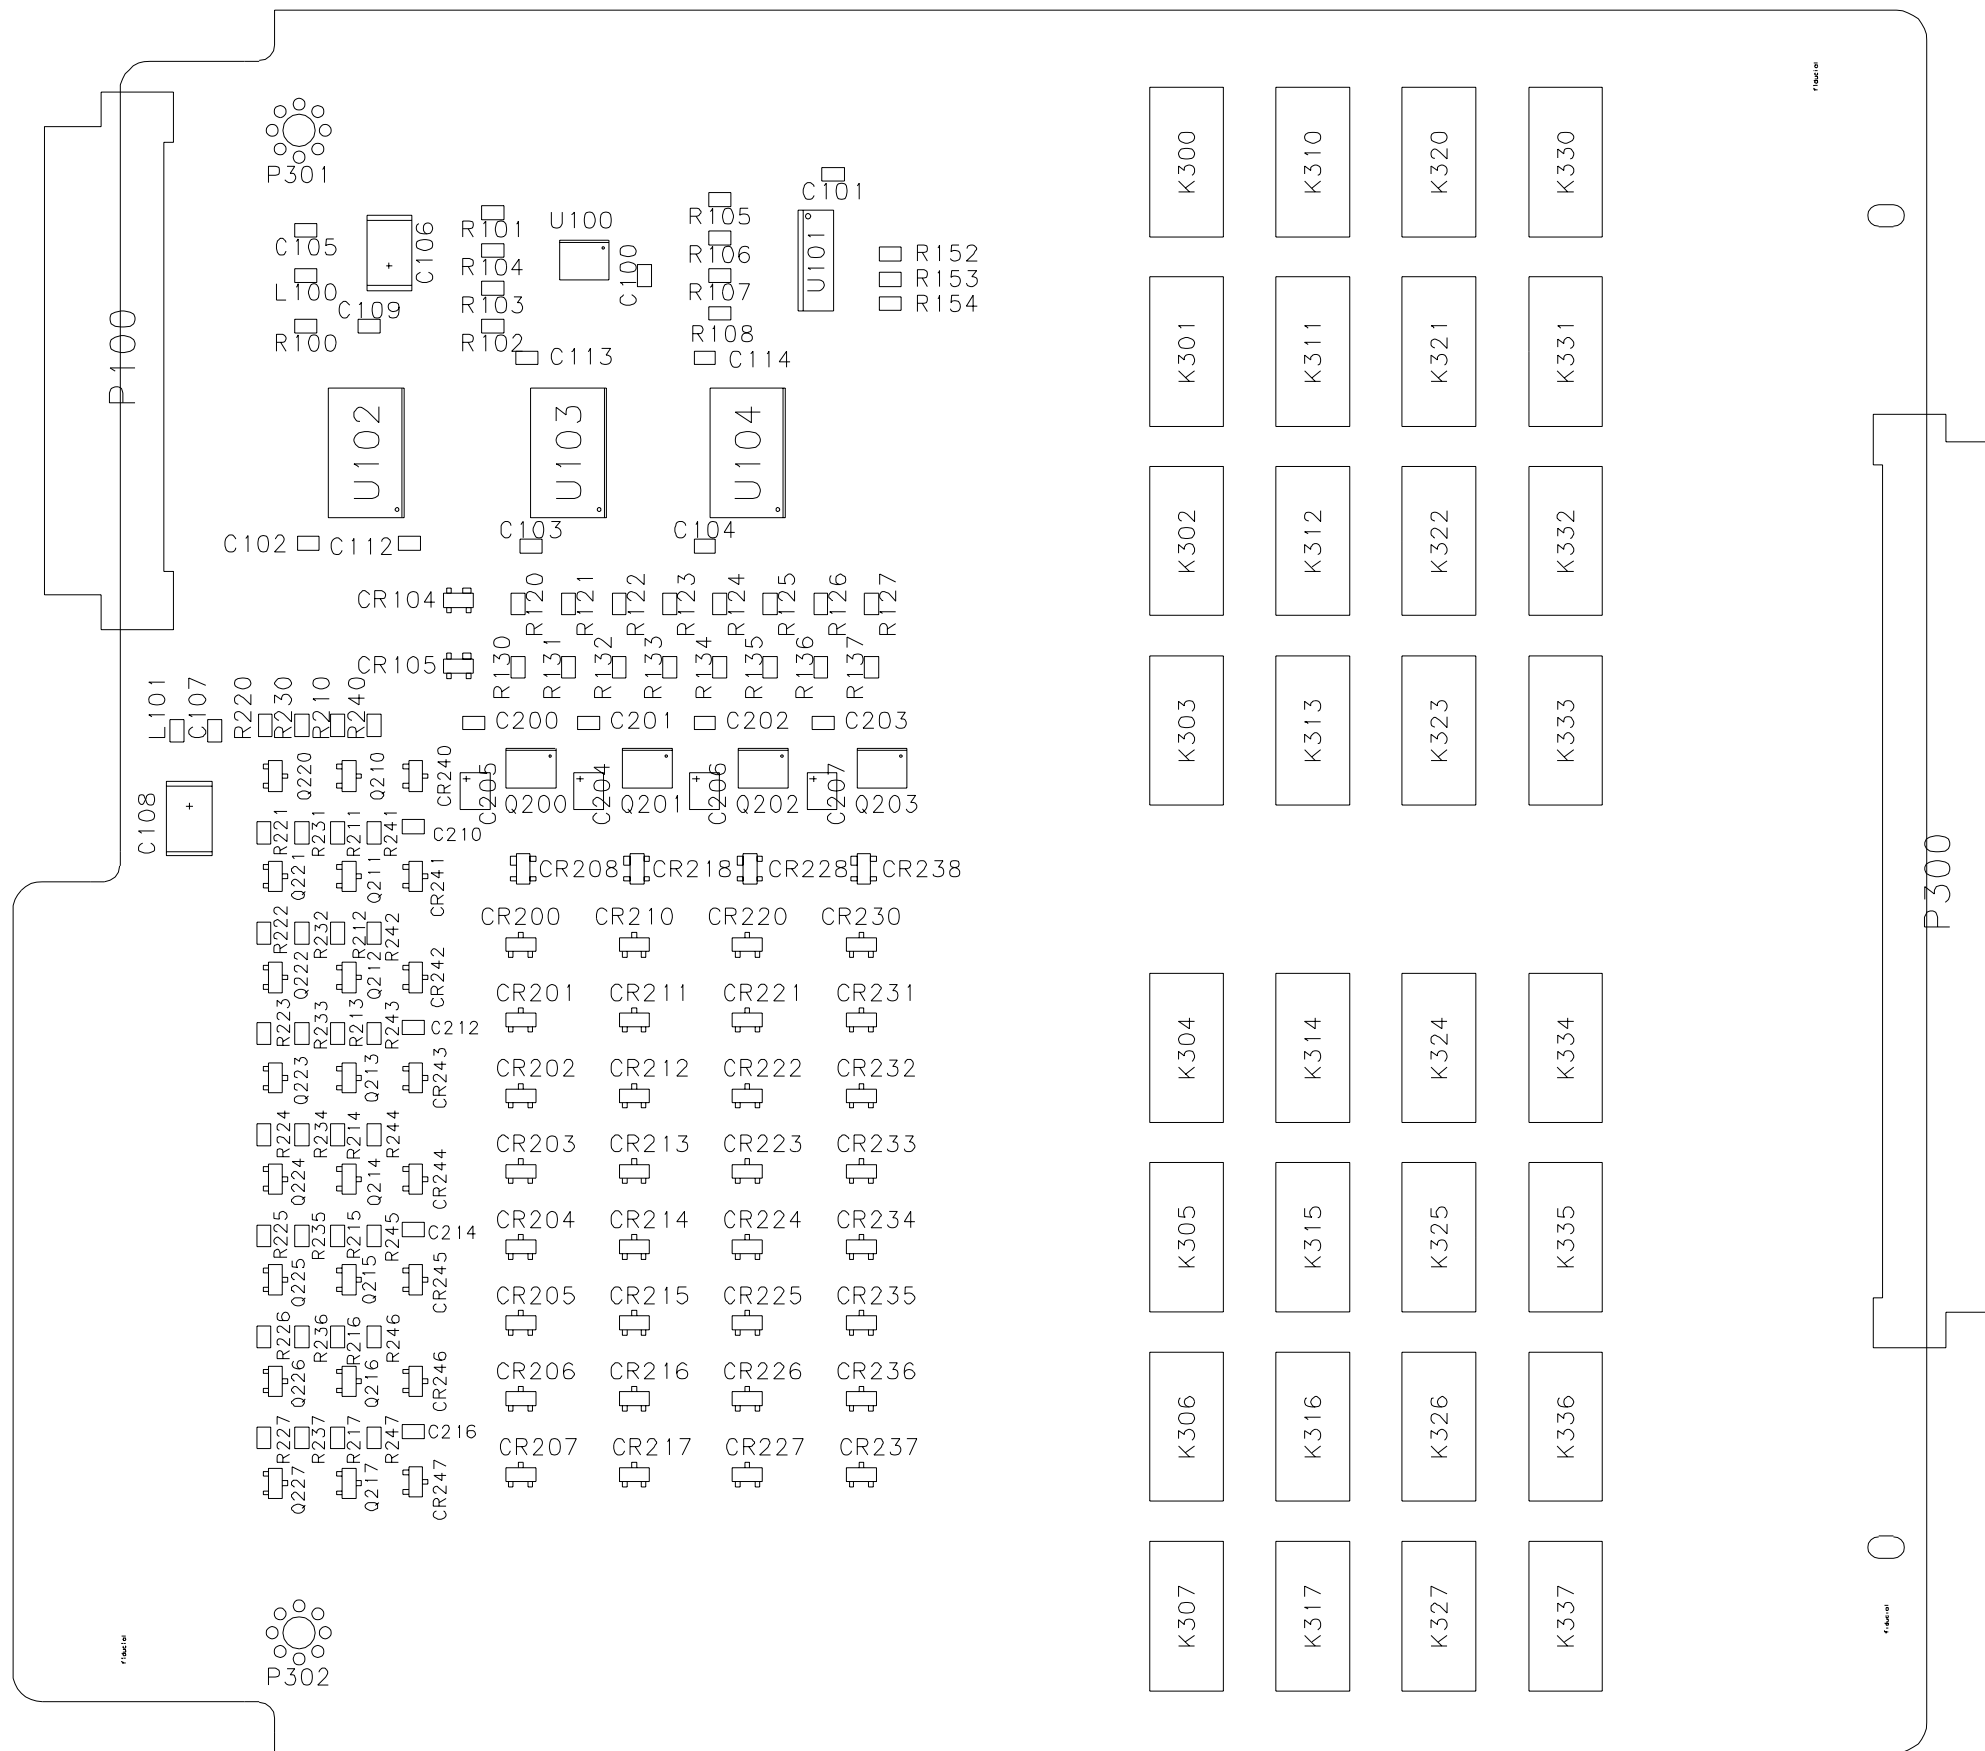 fiducial
K300 K310 K320 K330
P301
C101
R105
U100
R101
C105
C106
R106
U101
R152
R104
C100
R153
L100
R107
R103
C109
R154
R100
R102
R108
P100
C113
C114
K301 K311 K321 K331
U102 U103 U104
C103 C104
C102 C112
K302 K312 K322 K332
CR104
R120 R121 R122 R123 R124 R125 R126 R127
CR105
R130 R131 R132 R133 R134 R135 R136 R137
L101 C107 R220 R230 R210 R240
C200 C201 C202 C203
K303 K313 K323 K333
Q220 Q210 CR240
C205 Q200 C204 Q201 C206 Q202 C207 Q203
C108
R221 R231 R211 R241 C210
Q221 Q211 CR241
CR208 CR218 CR228 CR238
P300
CR200 CR210 CR220 CR230
R222 R232 R212 R242
Q222 Q212 CR242
CR201 CR211 CR221 CR231
R223 R233 R213 R243 C212
K304 K314 K324 K334
Q223 Q213 CR243
CR202 CR212 CR222 CR232
R224 R234 R214 R244
CR203 CR213 CR223 CR233
Q224 Q214 CR244
CR204 CR214 CR224 CR234
R225 R235 R215 R245 C214
K305 K315 K325 K335
Q225 Q215 CR245
CR205 CR215 CR225 CR235
R226 R236 R216 R246
Q226 Q216 CR246
CR206 CR216 CR226 CR236
K306 K316 K326 K336
R227 R237 R217 R247 C216
CR207 CR217 CR227 CR237
Q227 Q217 CR247
K307 K317 K327 K337
fiducial
fiducial
P302